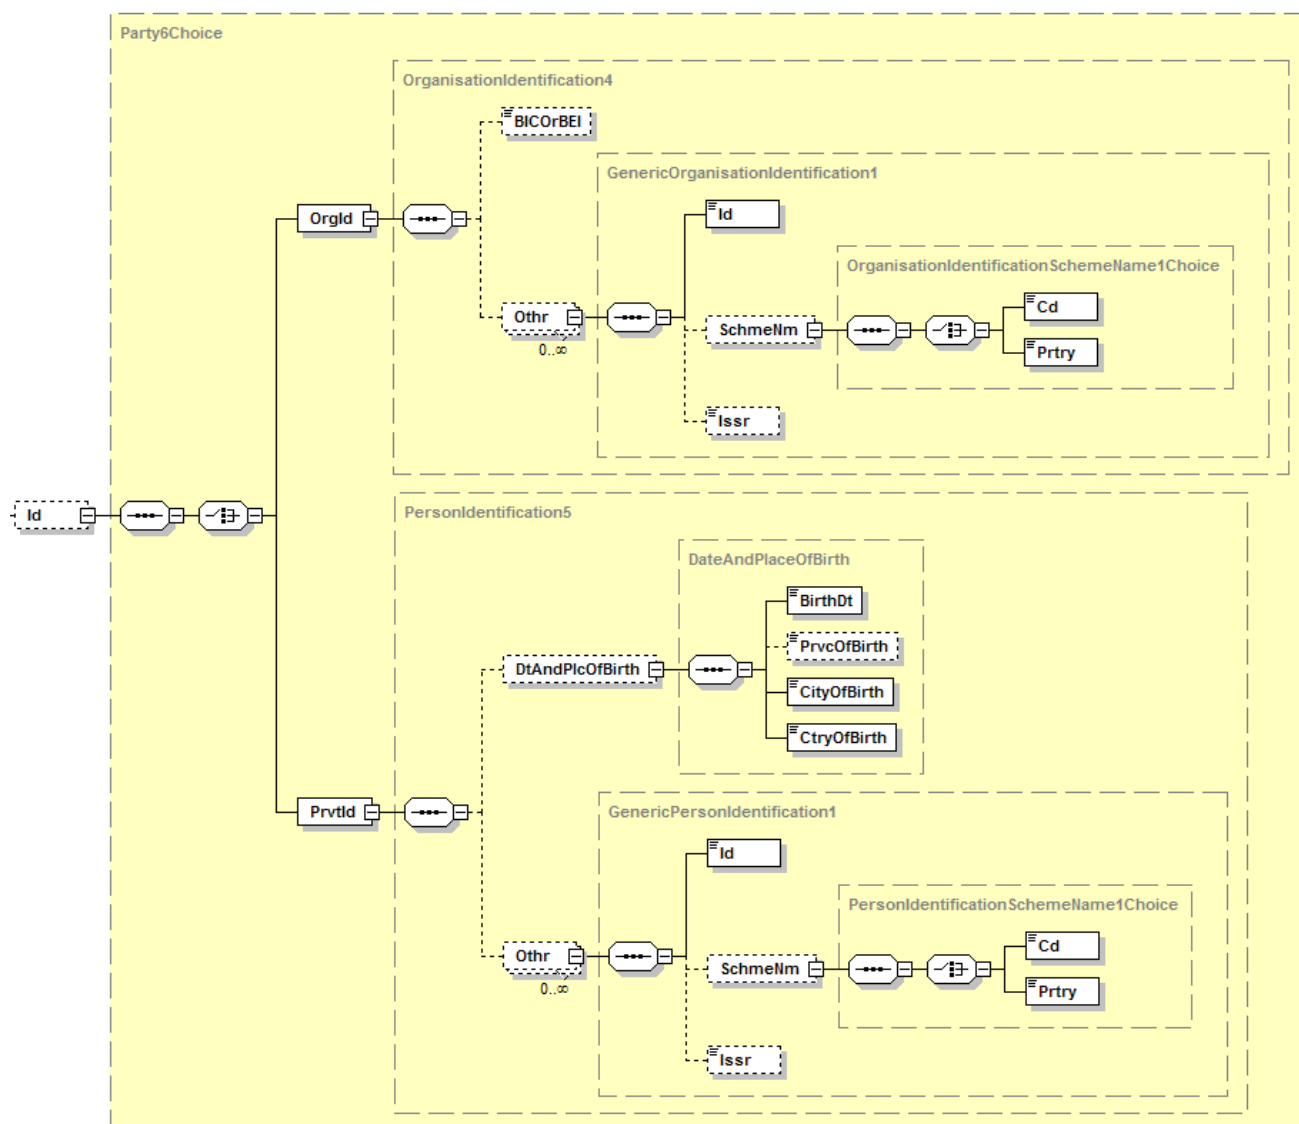 Party6Choice
OrganisationIdentification4
BICOrBEI
GenericOrganisationIdentification1
OrgId
Id
OrganisationIdentificationSchemeName1Choice
Cd
Othr
SchmeNm
0..∞
Prtry
Issr
Id
PersonIdentification5
DateAndPlaceOfBirth
BirthDt
PrvcOfBirth
DtAndPlcOfBirth
CityOfBirth
CtryOfBirth
PrvtId
GenericPersonIdentification1
Id
PersonIdentificationSchemeName1Choice
Cd
Othr
SchmeNm
0..∞
Prtry
Issr